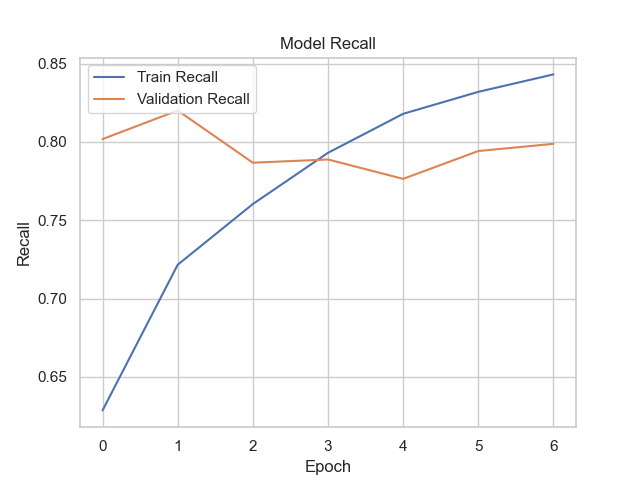 Model Recall
Train Recall
Validation Recall
0.85
0.80
0.75
0.70
0.65
Recall
0 1 2 3 4 5 6
Epoch